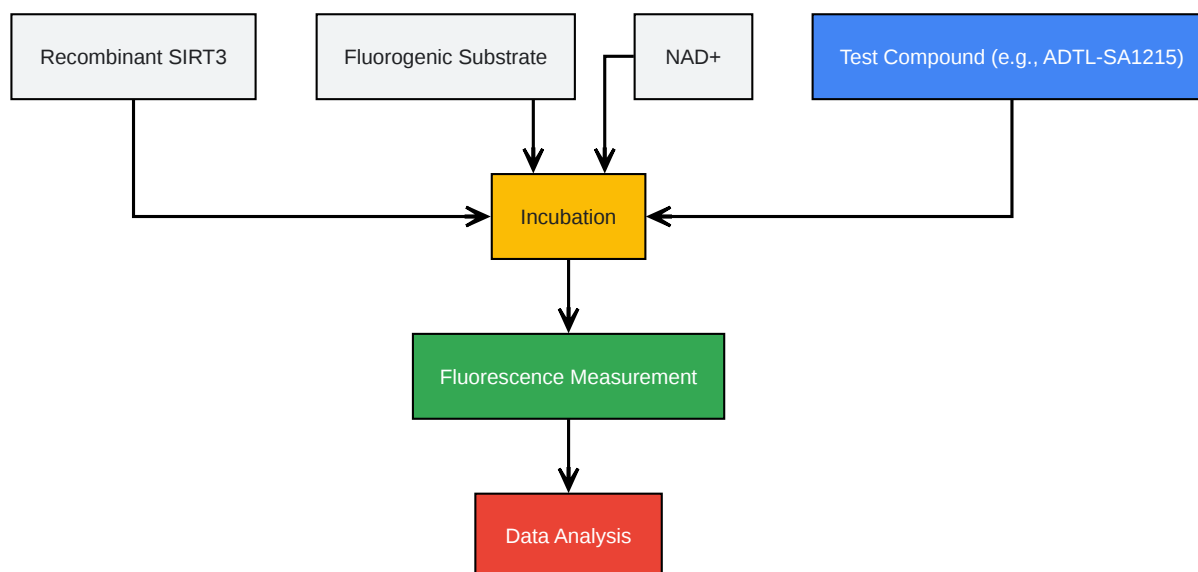 Recombinant SIRT3
Fluorogenic Substrate
NAD+
Test Compound (e.g., ADTL-SA1215)
Incubation
Fluorescence Measurement
Data Analysis